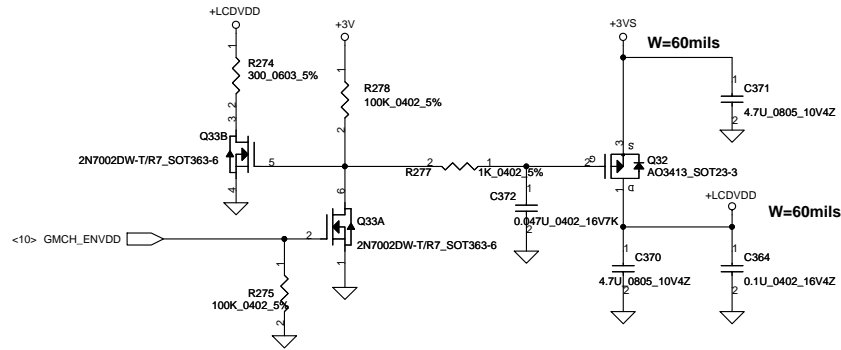 +LCDVDD
+3V
+3VS
W=60mils
1
R274
300_0603_5%
2
1
R278
100K_0402_5%
2
1
C371
4.7U_0805_10V4Z
2
3
Q33B
2N7002DW-T/R7_SOT363-6
5
4
2
R277
1
1K_0402_5%
2
G
3
S
Q32
AO3413_SOT23-3
1
D
6
Q33A
2N7002DW-T/R7_SOT363-6
2
1
C372
1
0.047U_0402_16V7K
2
+LCDVDD
W=60mils
<10> GMCH_ENVDD
1
R275
100K_0402_5%
2
1
C370
4.7U_0805_10V4Z
2
1
C364
0.1U_0402_16V4Z
2